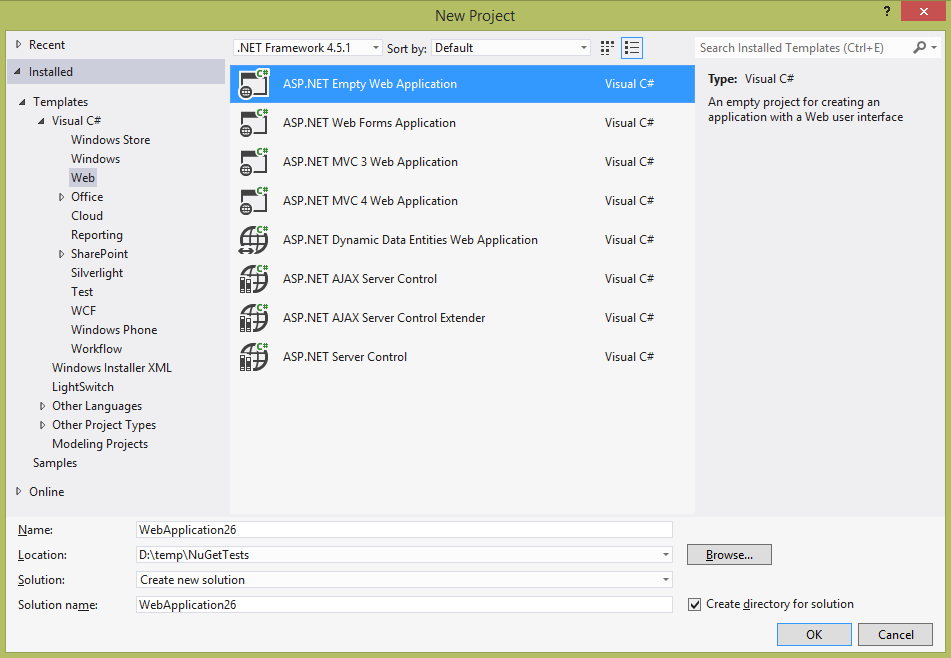 New Project
?
Recent
Installed
Templates
Visual C#
Windows Store
Windows
Web
Office
Cloud
Reporting
SharePoint
Silverlight
Test
WCF
Windows Phone
Workflow
Windows Installer XML
LightSwitch
Other Languages
Other Project Types
Modeling Projects
Samples
Online
.NET Framework 4.5.1 Sort by: Default
C# ASP.NET Empty Web Application Visual C#
C# ASP.NET Web Forms Application Visual C#
C# ASP.NET MVC 3 Web Application Visual C#
C# ASP.NET MVC 4 Web Application Visual C#
C# ASP.NET Dynamic Data Entities Web Application Visual C#
C# ASP.NET AJAX Server Control Visual C#
C# ASP.NET AJAX Server Control Extender Visual C#
C# ASP.NET Server Control Visual C#
Search Installed Templates (Ctrl+E)
Type: Visual C#
An empty project for creating an
application with a Web user interface
Name: WebApplication26
Location: D:\temp\NuGetTests Browse...
Solution: Create new solution
Solution name: WebApplication26 Create directory for solution
OK Cancel